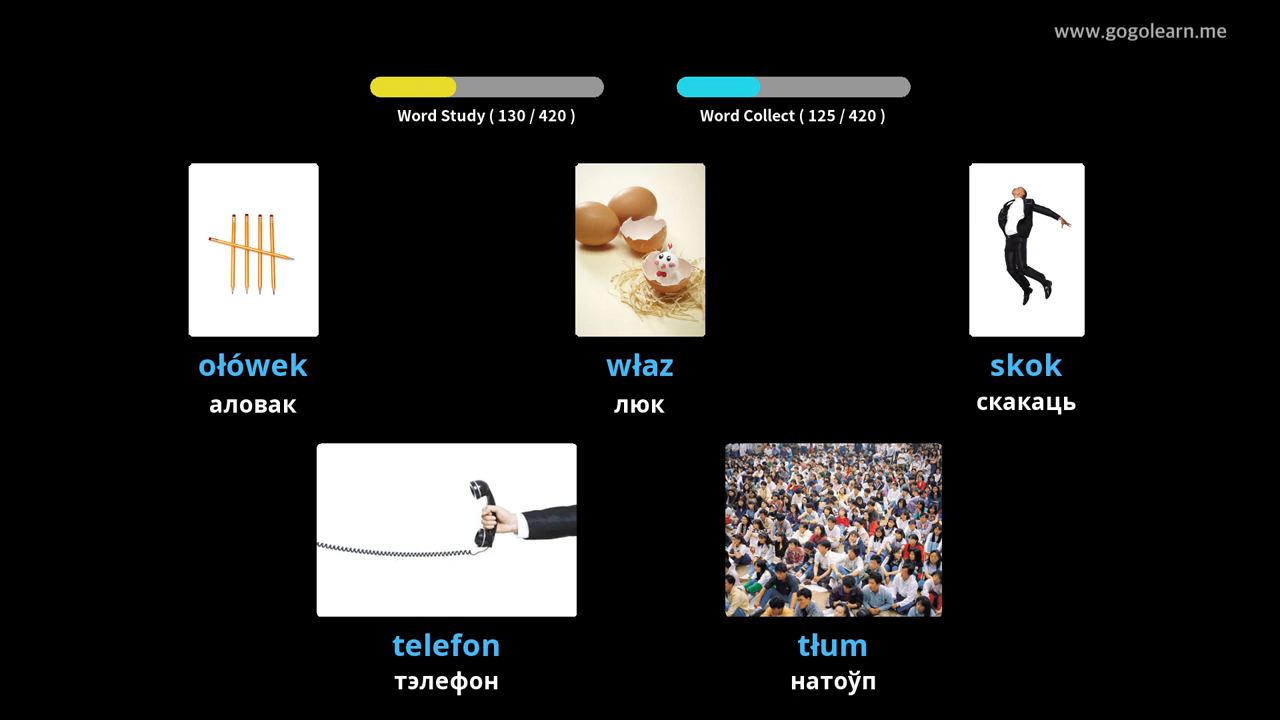 www.gogolearn.me
Word Study ( 130 / 420 )
Word Collect ( 125 / 420 )
ołówek
аловак
właz
люк
skok
скакаць
telefon
тэлефон
tłum
натоўп